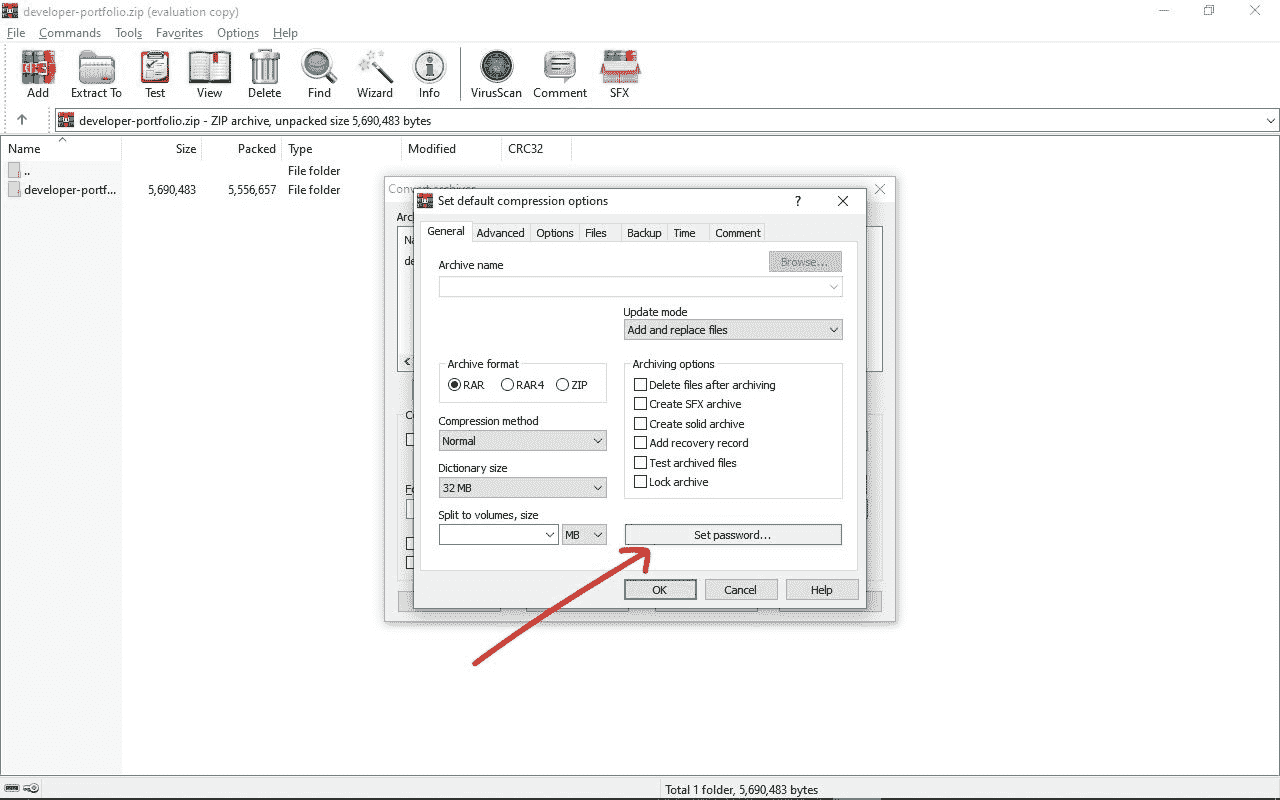 developer-portfolio.zip (evaluation copy)
File Commands Tools Favorites Options Help
Add Extract To Test View Delete Find Wizard Info VirusScan Comment SFX
developer-portfolio.zip - ZIP archive, unpacked size 5,690,483 bytes
Name Size Packed Type Modified CRC32
.. File folder
developer-portf... 5,690,483 5,556,657 File folder
Set default compression options ?
General Advanced Options Files Backup Time Comment
Archive name Browse...
Update mode
Add and replace files
Archive format Archiving options
RAR RAR4 ZIP Delete files after archiving
Create SFX archive
Compression method Create solid archive
Normal Add recovery record
Dictionary size Test archived files
32 MB Lock archive
Split to volumes, size
MB Set password...
OK Cancel Help
Total 1 folder, 5,690,483 bytes